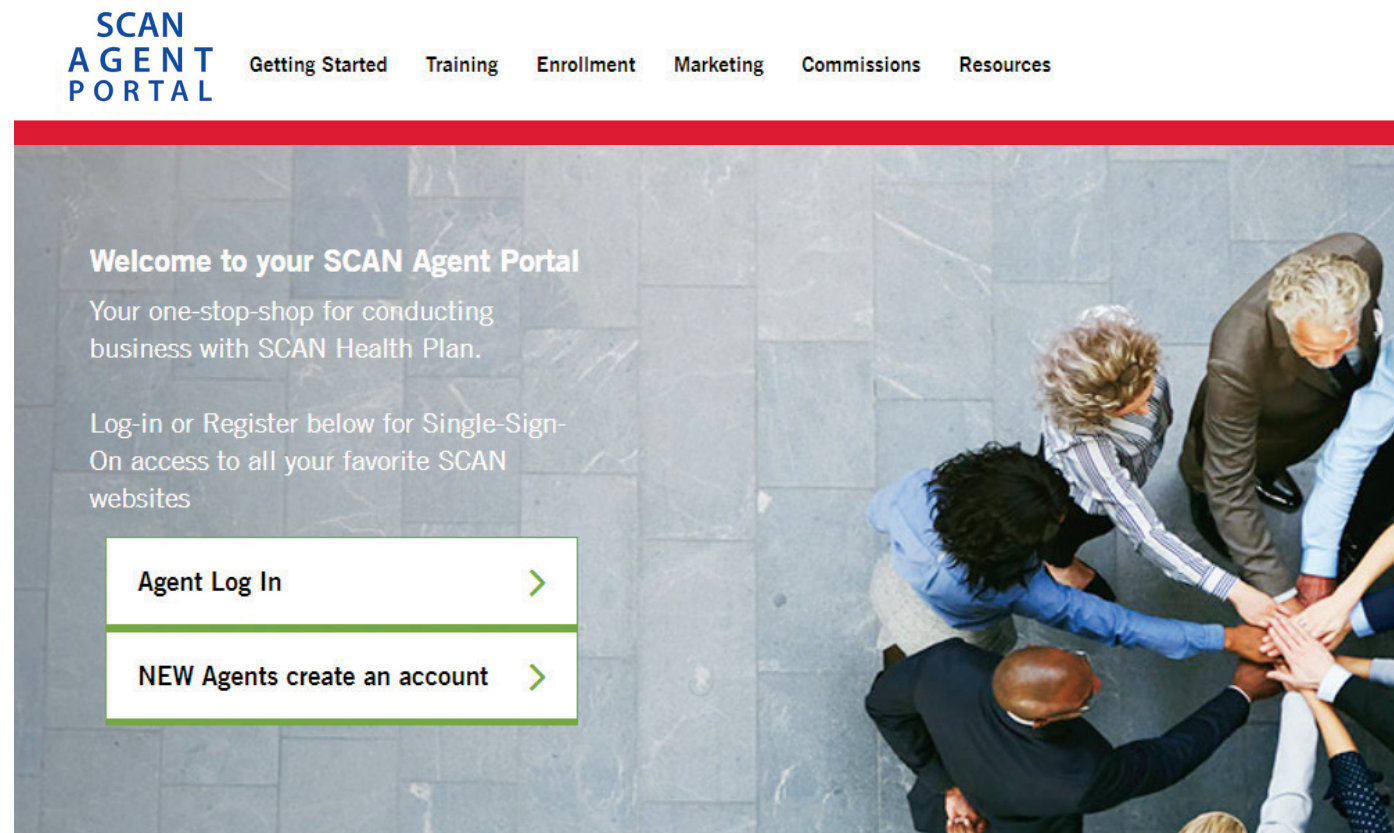 SCAN
AGENT
PORTAL
Getting Started Training Enrollment Marketing Commissions Resources
Welcome to your SCAN Agent Portal
Your one-stop-shop for conducting
business with SCAN Health Plan.
Log-in or Register below for Single-Sign-
On access to all your favorite SCAN
websites
Agent Log In
NEW Agents create an account